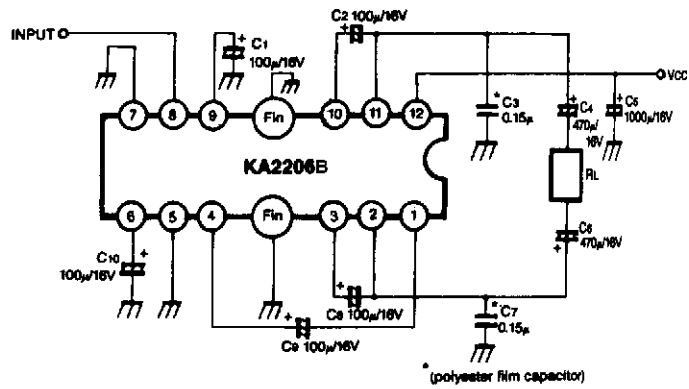 C2 100μ/16V
INPUT
C1
100μ/16V
VCC
7
8
9
Fin
10
11
12
C3
0.15μ
C4
470μ/
16V
C5
1000μ/16V
KA2206B
RL
6
5
4
Fin
3
2
1
C10
100μ/16V
C6
470μ/16V
C8 100μ/16V
C7
0.15μ
C9 100μ/16V
*(polyester film capacitor)